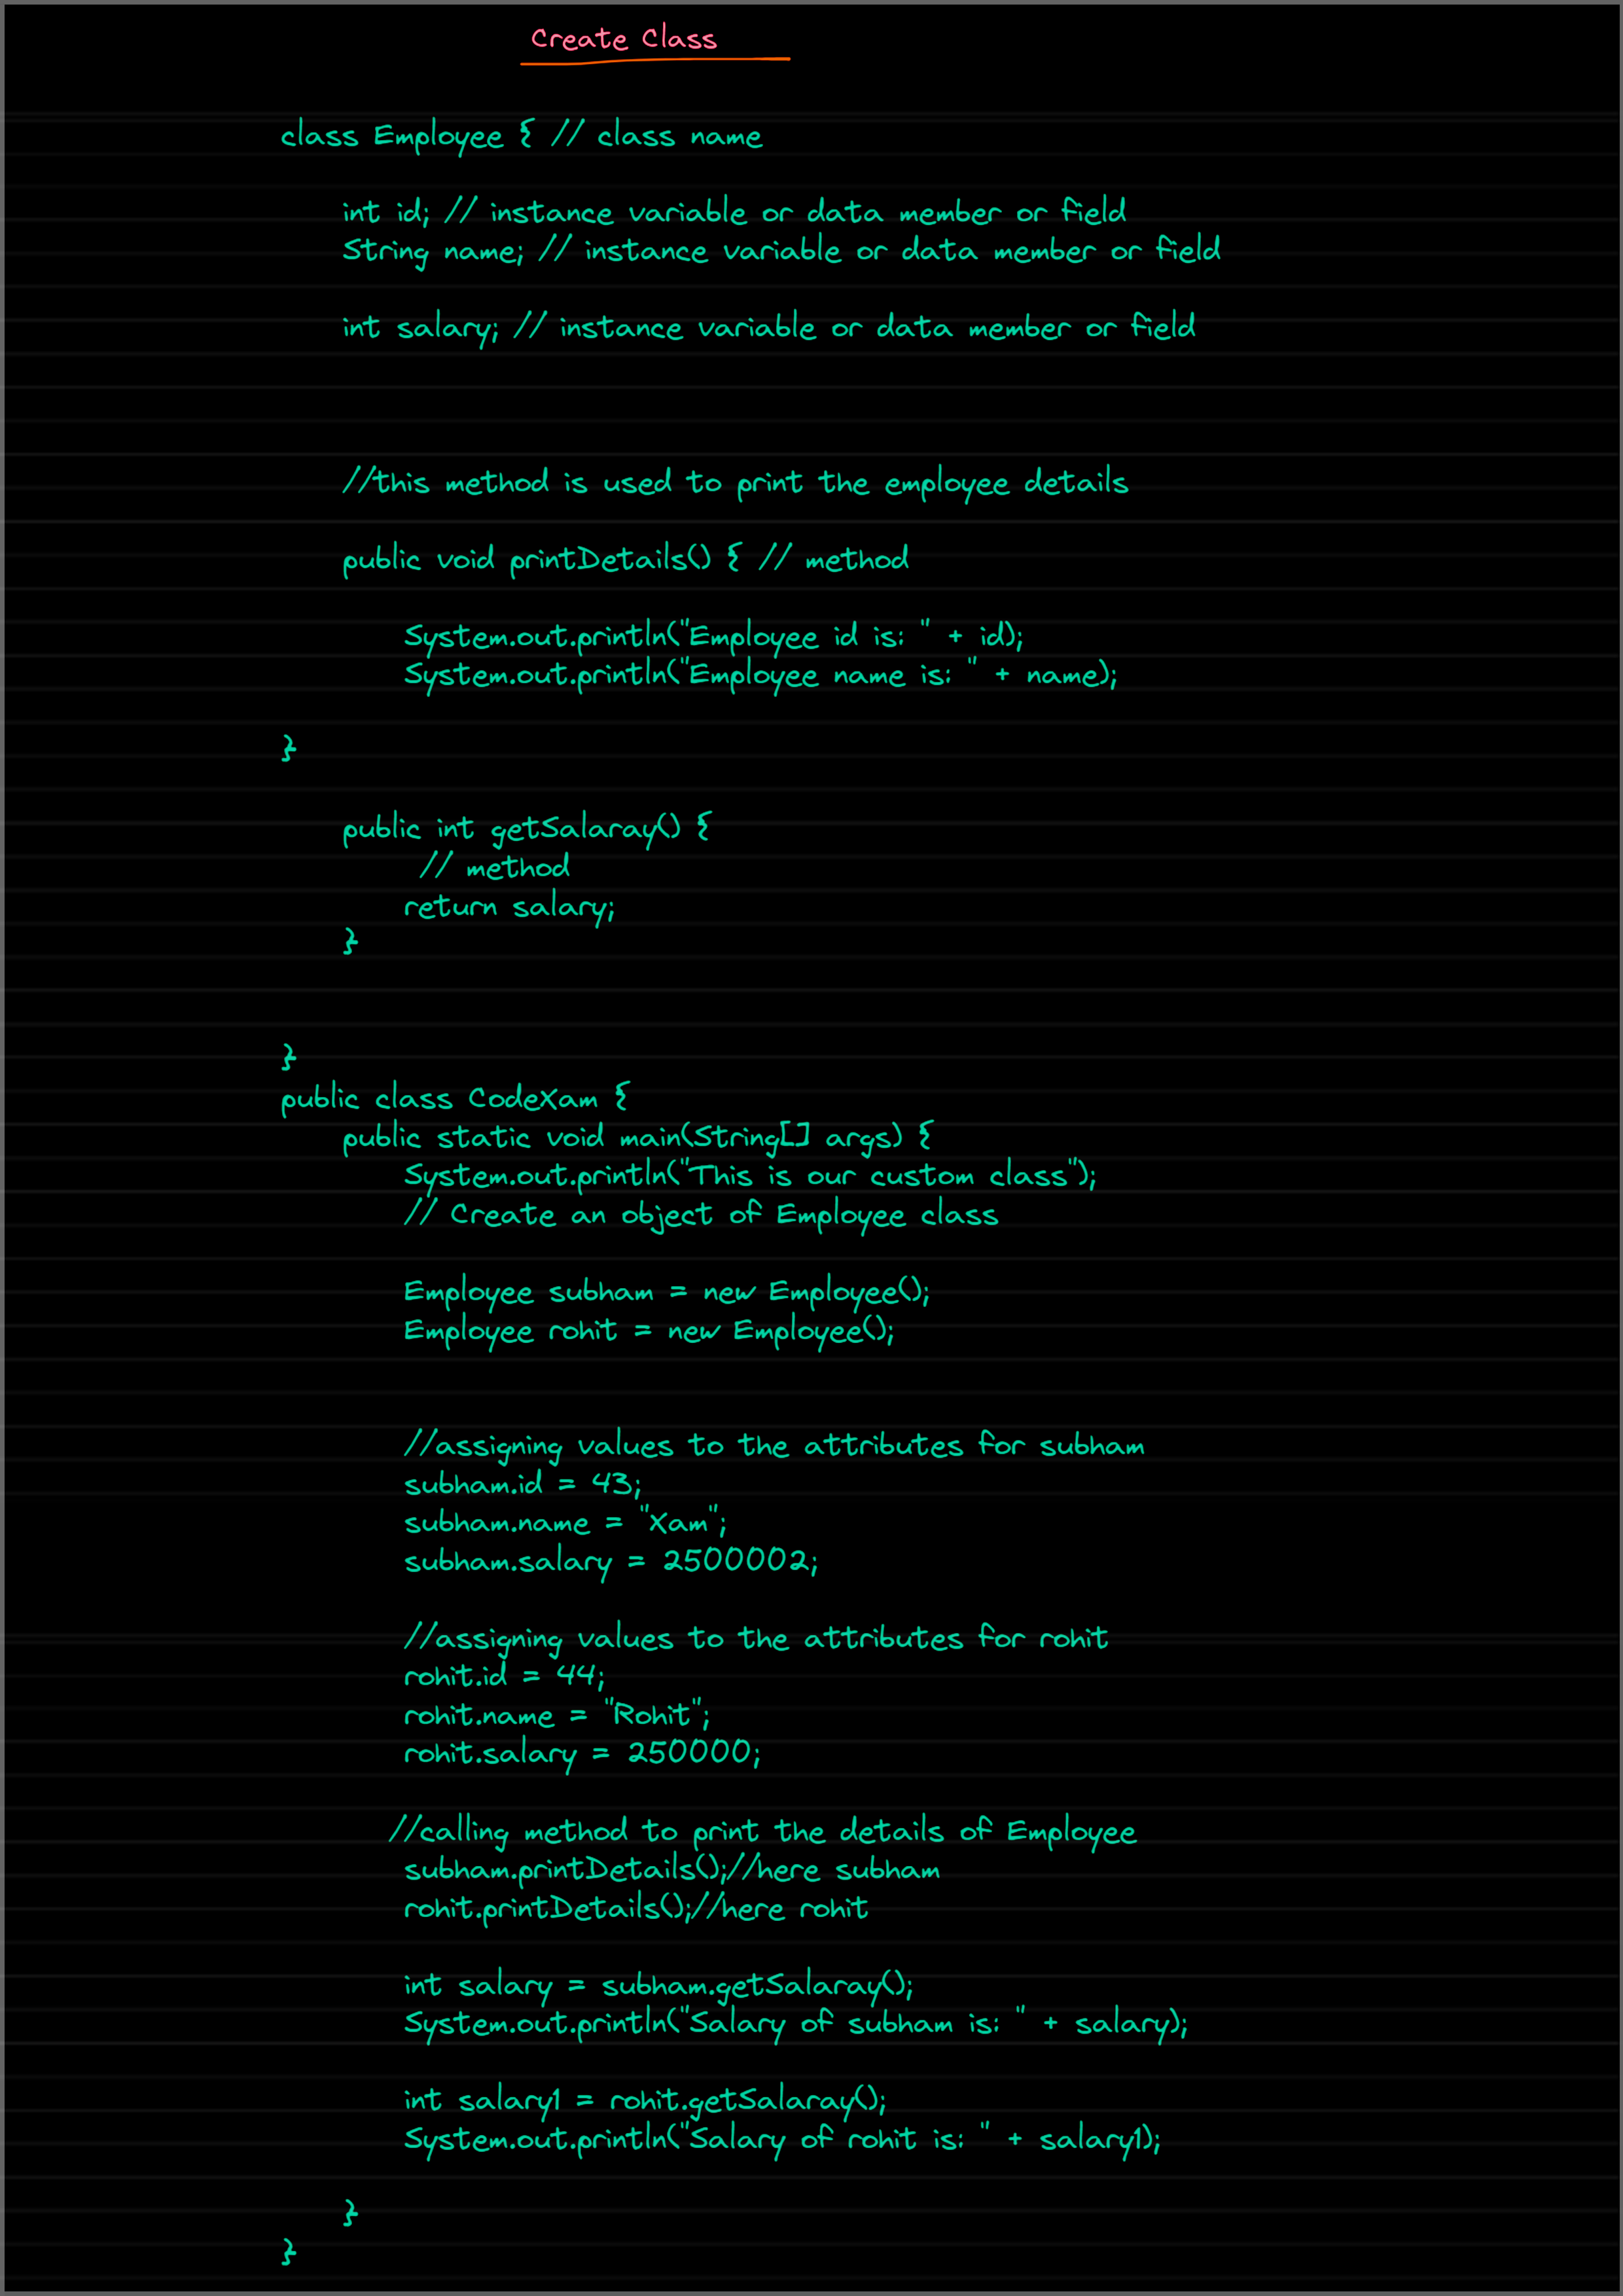 Create Class
class Employee { // class name
int id; // instance variable or data member or field
String name; // instance variable or data member or field
int salary; // instance variable or data member or field
//this method is used to print the employee details
public void printDetails() { // method
System.out.println("Employee id is: " + id);
System.out.println("Employee name is: " + name);
}
public int getSalaray() {
// method
return salary;
}
}
public class CodeXam {
public static void main(String[] args) {
System.out.println("This is our custom class");
// Create an object of Employee class
Employee subham = new Employee();
Employee rohit = new Employee();
//assigning values to the attributes for subham
subham.id = 43;
subham.name = "Xam";
subham.salary = 2500002;
//assigning values to the attributes for rohit
rohit.id = 44;
rohit.name = "Rohit";
rohit.salary = 250000;
//calling method to print the details of Employee
subham.printDetails();//here subham
rohit.printDetails();//here rohit
int salary = subham.getSalaray();
System.out.println("Salary of subham is: " + salary);
int salary1 = rohit.getSalaray();
System.out.println("Salary of rohit is: " + salary1);
}
}